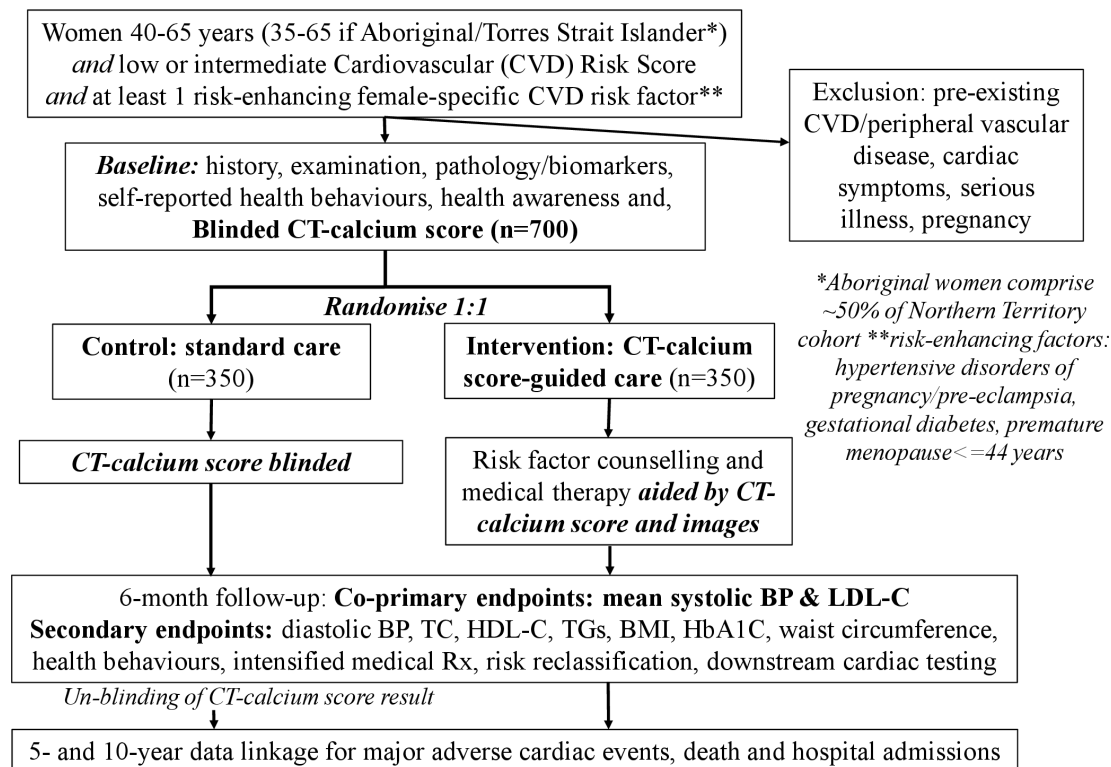 Women 40-65 years (35-65 if Aboriginal/Torres Strait Islander*)
and low or intermediate Cardiovascular (CVD) Risk Score
and at least 1 risk-enhancing female-specific CVD risk factor**
Exclusion: pre-existing
CVD/peripheral vascular
disease, cardiac
symptoms, serious
illness, pregnancy
Baseline: history, examination, pathology/biomarkers,
self-reported health behaviours, health awareness and,
Blinded CT-calcium score (n=700)
*Aboriginal women comprise
~50% of Northern Territory
cohort **risk-enhancing factors:
hypertensive disorders of
pregnancy/pre-eclampsia,
gestational diabetes, premature
menopause<=44 years
Randomise 1:1
Control: standard care
(n=350)
Intervention: CT-calcium
score-guided care (n=350)
CT-calcium score blinded
Risk factor counselling and
medical therapy aided by CT-
calcium score and images
6-month follow-up: Co-primary endpoints: mean systolic BP & LDL-C
Secondary endpoints: diastolic BP, TC, HDL-C, TGs, BMI, HbA1C, waist circumference,
health behaviours, intensified medical Rx, risk reclassification, downstream cardiac testing
Un-blinding of CT-calcium score result
5- and 10-year data linkage for major adverse cardiac events, death and hospital admissions